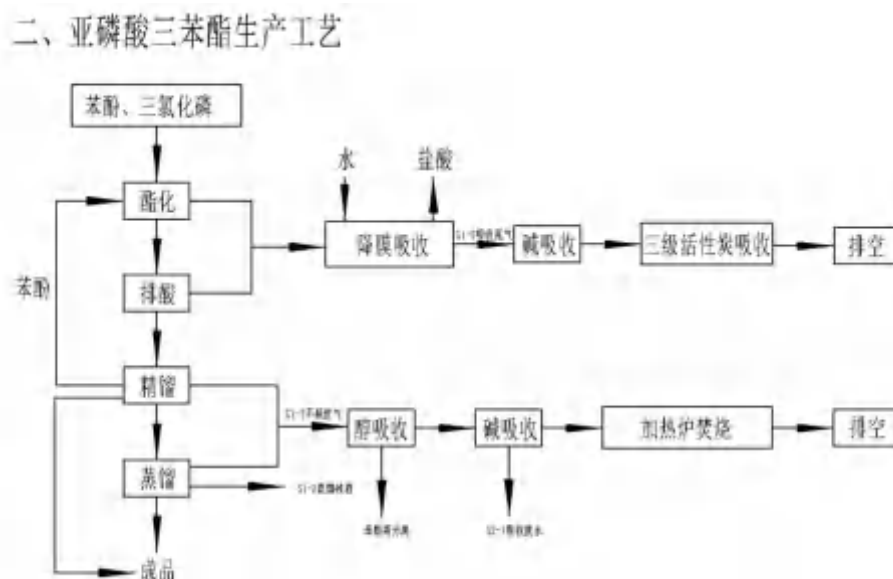 二、亚磷酸三苯酯生产工艺
苯酚、三氯化磷
水
盐酸
酯化
降膜吸收
碱吸收
三级活性炭吸收
排空
苯酚
排酸
精馏
醇吸收
碱吸收
加热炉焚烧
排空
蒸馏
成品